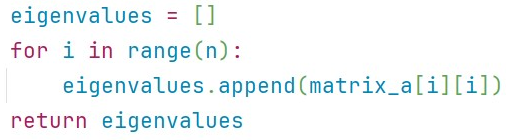 eigenvalues = []
for i in range(n):
    eigenvalues.append(matrix_a[i][i])
return eigenvalues